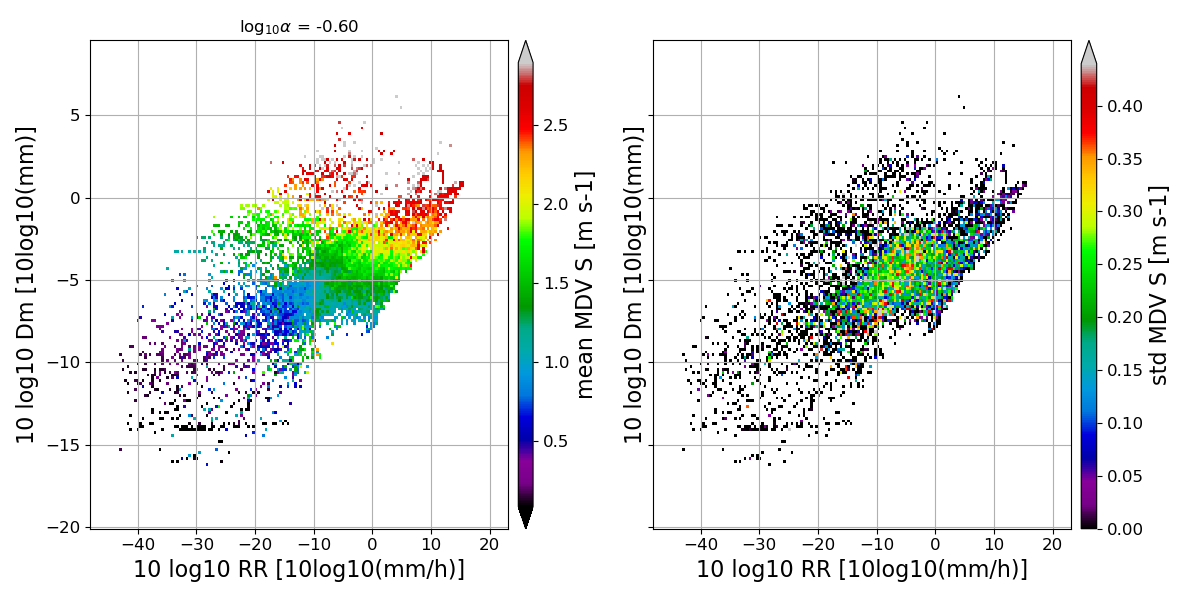 log₁₀α = -0.60
10 log10 Dm [10log10(mm)]
5
0
−5
−10
−15
−20
−40 −30 −20 −10 0 10 20
10 log10 RR [10log10(mm/h)]
2.5
2.0
1.5
1.0
0.5
mean MDV S [m s-1]
10 log10 Dm [10log10(mm)]
−40 −30 −20 −10 0 10 20
10 log10 RR [10log10(mm/h)]
0.40
0.35
0.30
0.25
0.20
0.15
0.10
0.05
0.00
std MDV S [m s-1]